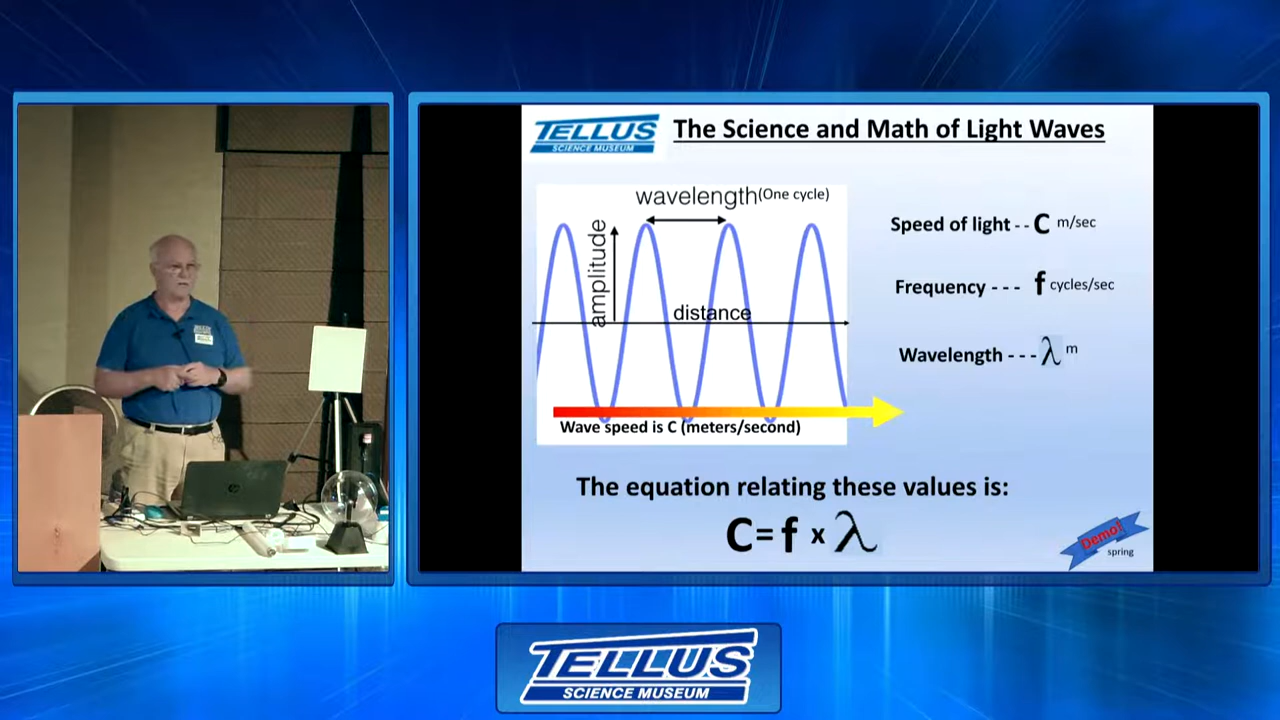 TELLUS
SCIENCE MUSEUM
The Science and Math of Light Waves
wavelength(One cycle)
amplitude
distance
Wave speed is C (meters/second)
Speed of light -- C m/sec
Frequency --- f cycles/sec
Wavelength --- λ m
The equation relating these values is:
C= f x λ
Demo!
spring
TELLUS
TELLUS
SCIENCE MUSEUM